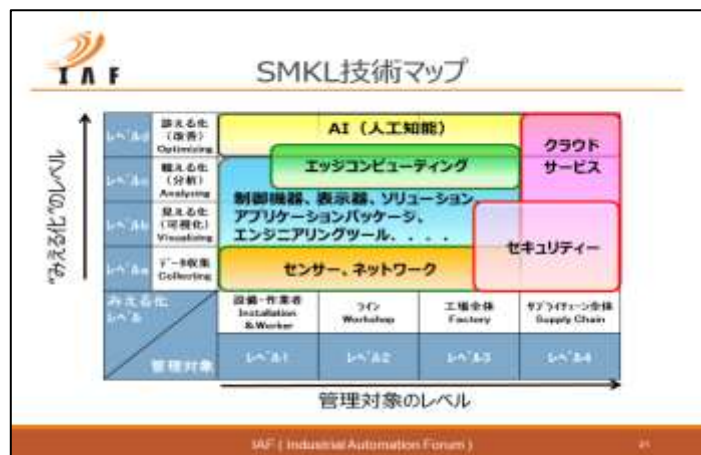 IAF
SMKL技術マップ
"みえる化"のレベル
レベルd
診える化
(改善)
Optimizing
AI（人工知能）
クラウド
サービス
レベルc
観える化
(分析)
Analyzing
エッジコンピューティング
制御機器、表示器、ソリューション、
アプリケーションパッケージ、
エンジニアリングツール、．．．．
レベルb
見える化
(可視化)
Visualizing
セキュリティー
レベルa
ﾃﾞｰﾀ収集
Collecting
センサー、ネットワーク
みえる化
レベル
管理対象
設備・作業者
Installation
&Worker
ライン
Workshop
工場全体
Factory
サプライチェーン全体
Supply Chain
レベル1
レベル2
レベル3
レベル4
管理対象のレベル
IAF ( Industrial Automation Forum )